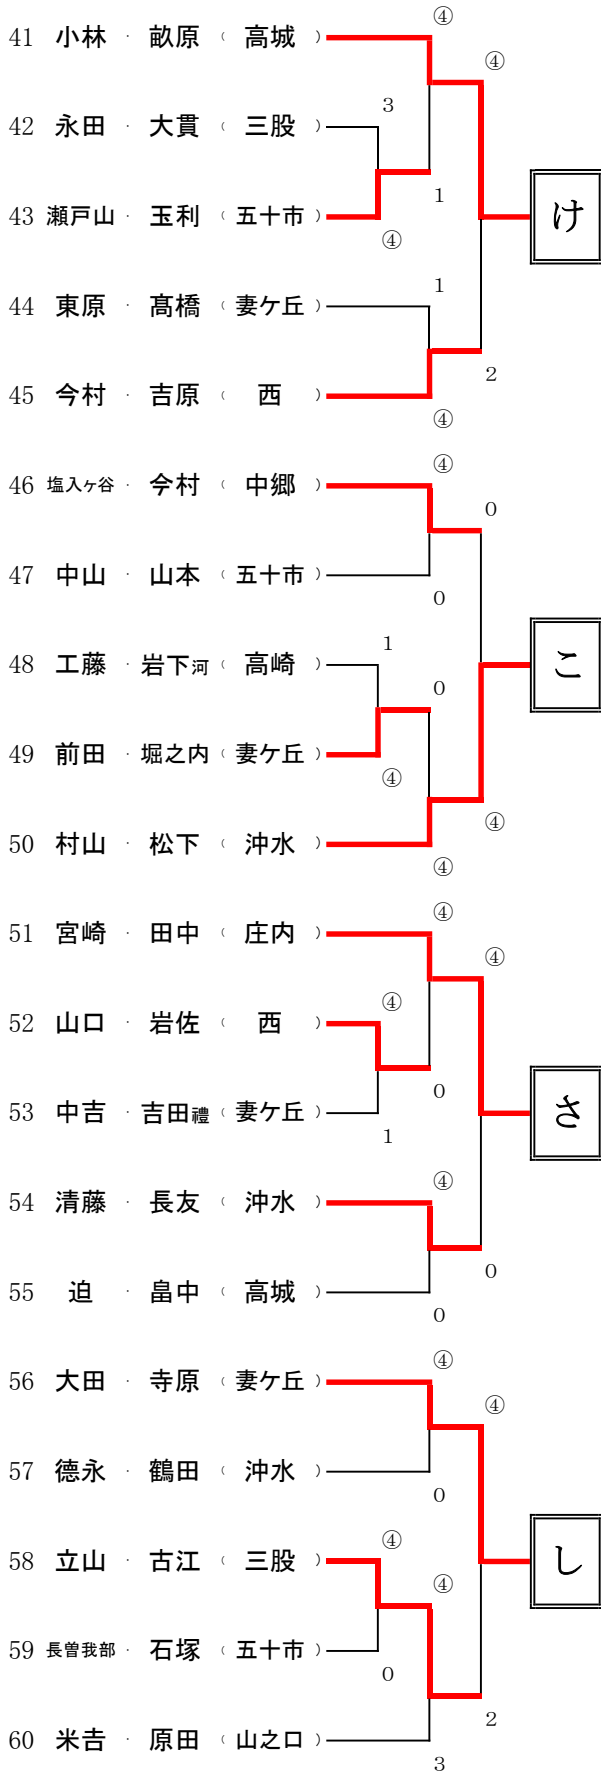 ④
41 小林 ・ 畝原 （ 高城 ）
④
3
42 永田 ・ 大貫 （ 三股 ）
1
け
43 瀬戸山 ・ 玉利 （ 五十市 ）
④
1
44 東原 ・ 髙橋 （ 妻ケ丘 ）
2
45 今村 ・ 吉原 （ 西 ）
④
④
46 塩入ヶ谷 ・ 今村 （ 中郷 ）
0
47 中山 ・ 山本 （ 五十市 ）
0
1
48 工藤 ・ 岩下河 （ 高崎 ）
こ
0
49 前田 ・ 堀之内 （ 妻ケ丘 ）
④
④
50 村山 ・ 松下 （ 沖水 ）
④
④
51 宮崎 ・ 田中 （ 庄内 ）
④
④
52 山口 ・ 岩佐 （ 西 ）
0
53 中吉 ・ 吉田禮 （ 妻ケ丘 ）
さ
1
④
54 清藤 ・ 長友 （ 沖水 ）
0
55 迫 ・ 畠中 （ 高城 ）
0
④
56 大田 ・ 寺原 （ 妻ケ丘 ）
④
57 德永 ・ 鶴田 （ 沖水 ）
0
④
58 立山 ・ 古江 （ 三股 ）
し
④
59 長曽我部 ・ 石塚 （ 五十市 ）
0
2
60 米𠮷 ・ 原田 （ 山之口 ）
3